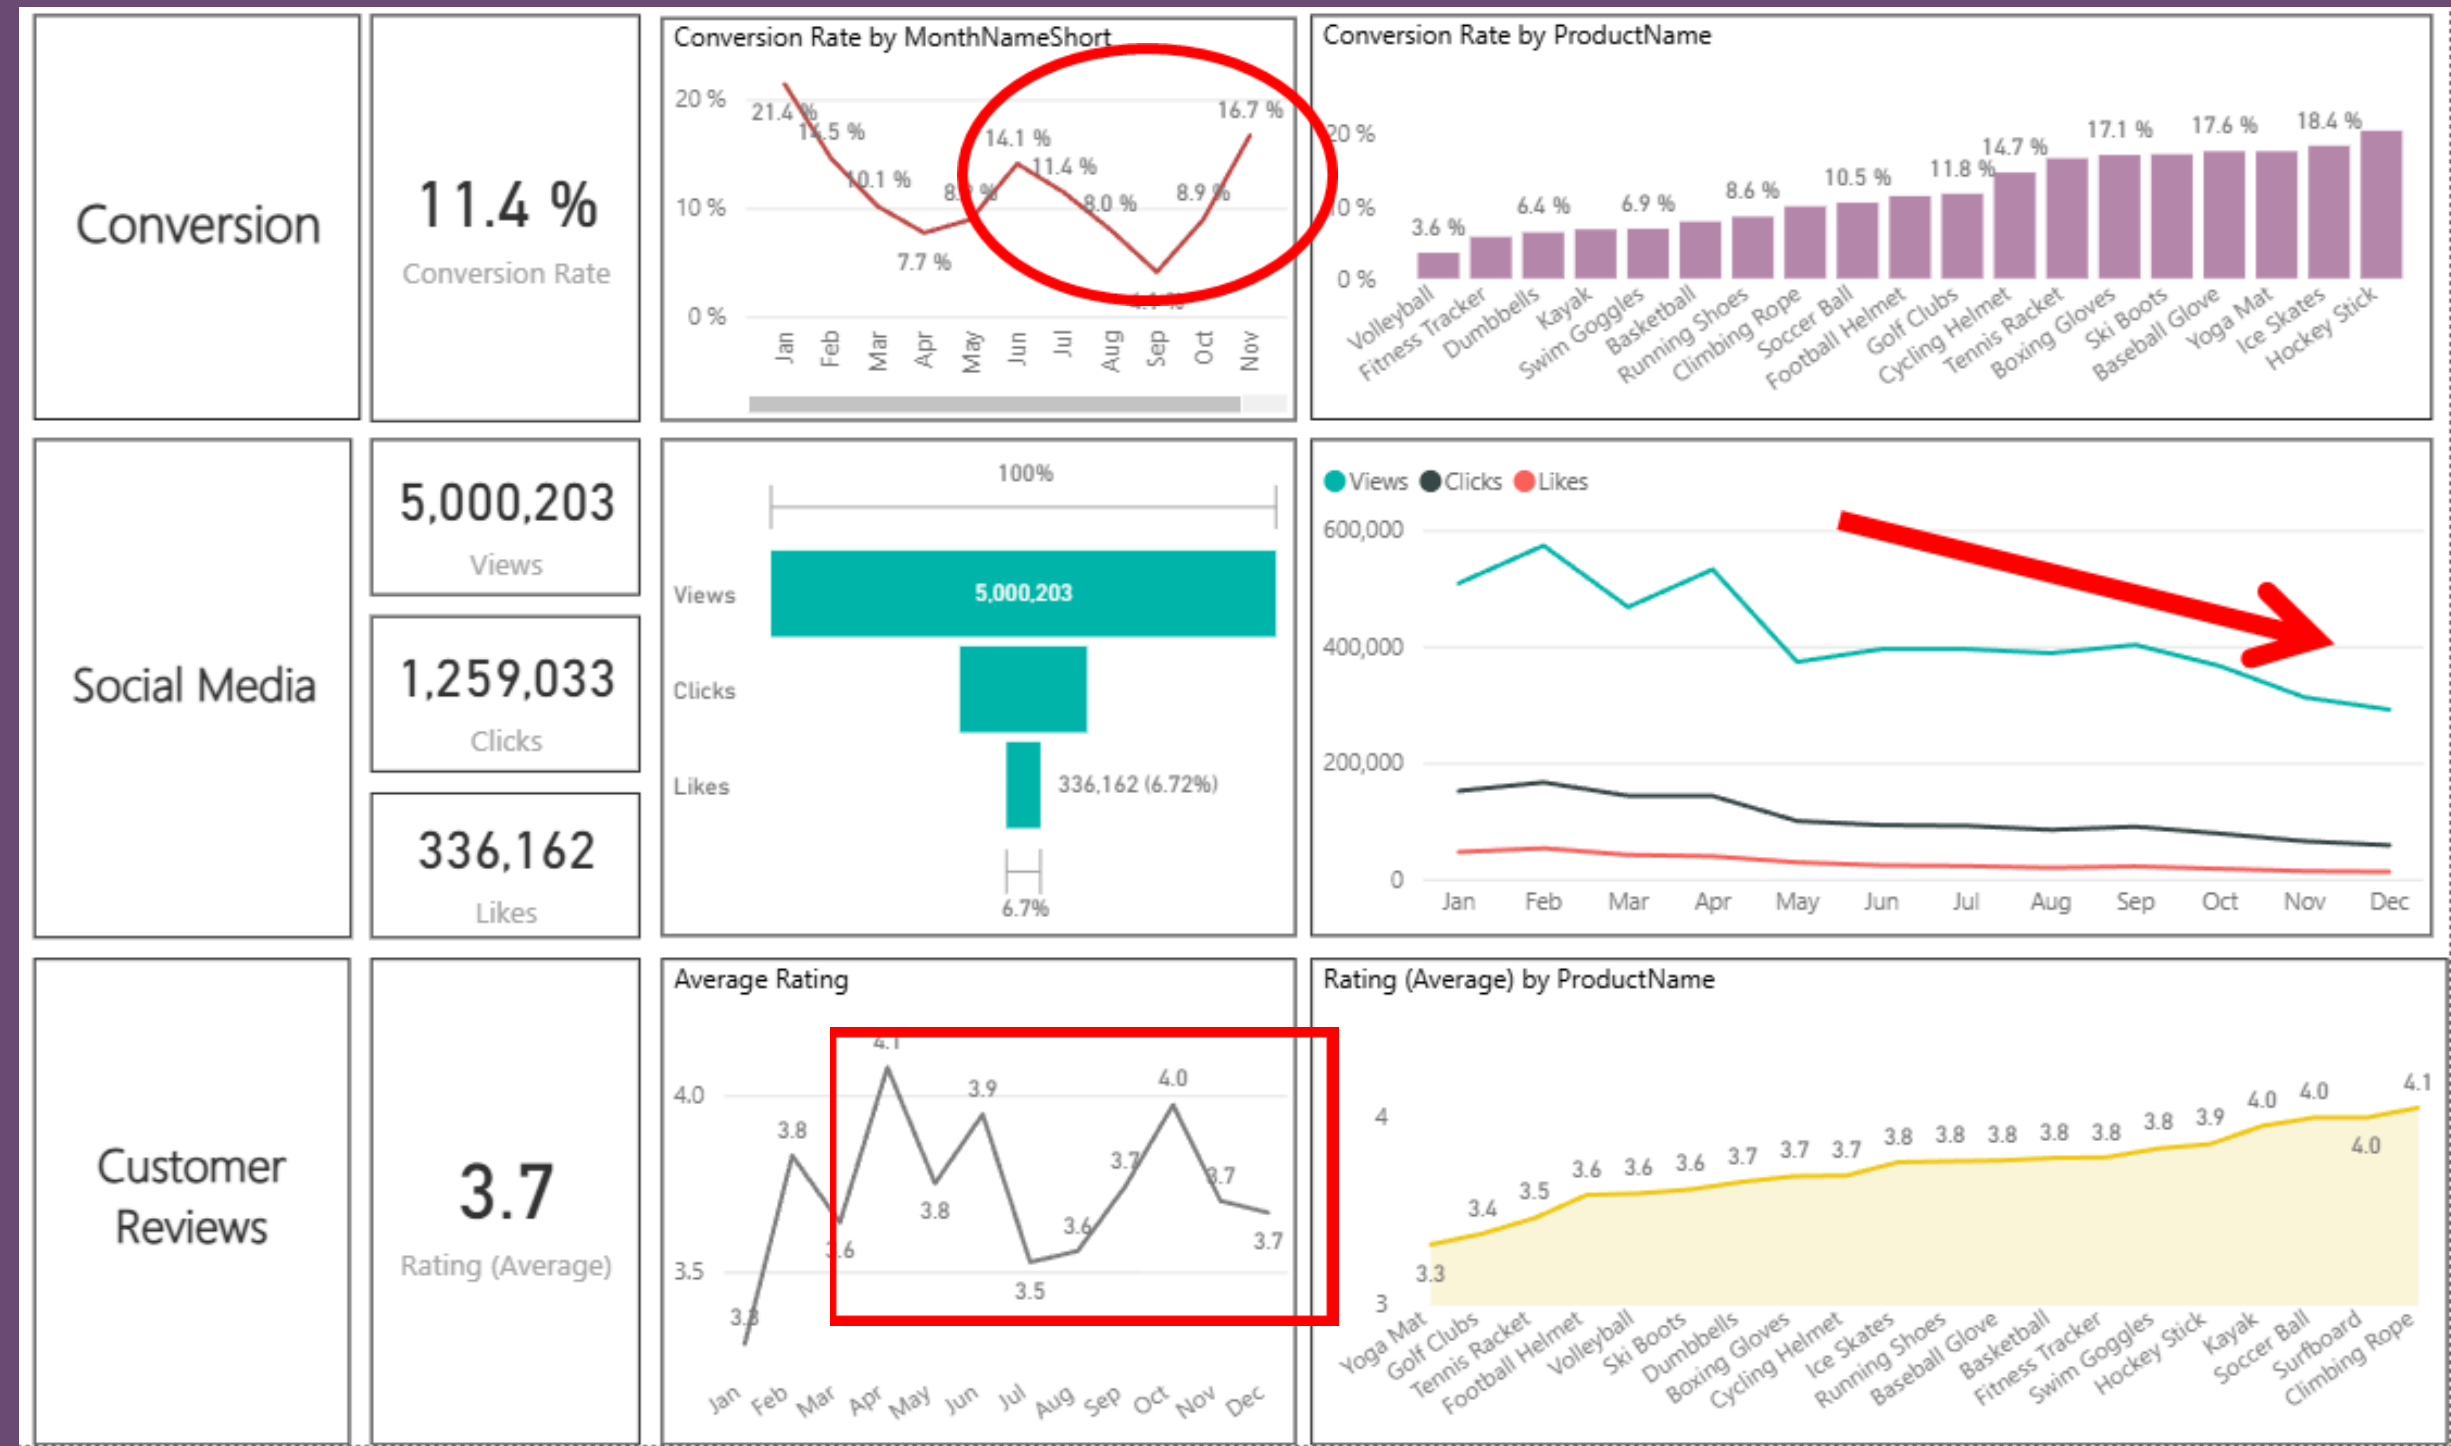 Conversion
11.4 %
Conversion Rate
Conversion Rate by MonthNameShort
20 %
10 %
0 %
21.4 %
14.5 %
10.1 %
7.7 %
14.1 %
11.4 %
8.0 %
8.9 %
16.7 %
Jan
Feb
Mar
Apr
May
Jun
Jul
Aug
Sep
Oct
Nov
Conversion Rate by ProductName
20 %
10 %
0 %
3.6 %
6.4 %
6.9 %
8.6 %
10.5 %
11.8 %
14.7 %
17.1 %
17.6 %
18.4 %
Volleyball
Fitness Tracker
Dumbbells
Kayak
Swim Goggles
Basketball
Running Shoes
Climbing Rope
Soccer Ball
Football Helmet
Golf Clubs
Cycling Helmet
Tennis Racket
Boxing Gloves
Ski Boots
Baseball Glove
Yoga Mat
Ice Skates
Hockey Stick
Social Media
5,000,203
Views
1,259,033
Clicks
336,162
Likes
100%
Views
5,000,203
Clicks
Likes
336,162 (6.72%)
6.7%
Views Clicks Likes
600,000
400,000
200,000
0
Jan Feb Mar Apr May Jun Jul Aug Sep Oct Nov Dec
Customer
Reviews
3.7
Rating (Average)
Average Rating
4.0
3.5
3.3
3.8
3.6
4.1
3.8
3.9
3.5
3.6
3.7
4.0
3.7
3.7
Jan Feb Mar Apr May Jun Jul Aug Sep Oct Nov Dec
Rating (Average) by ProductName
4
3
3.3
3.4
3.5
3.6
3.6
3.6
3.7
3.7
3.7
3.8
3.8
3.8
3.8
3.8
3.8
3.9
4.0
4.0
4.0
4.1
Yoga Mat
Golf Clubs
Tennis Racket
Football Helmet
Volleyball
Ski Boots
Dumbbells
Boxing Gloves
Cycling Helmet
Ice Skates
Running Shoes
Baseball Glove
Basketball
Fitness Tracker
Swim Goggles
Hockey Stick
Kayak
Soccer Ball
Surfboard
Climbing Rope